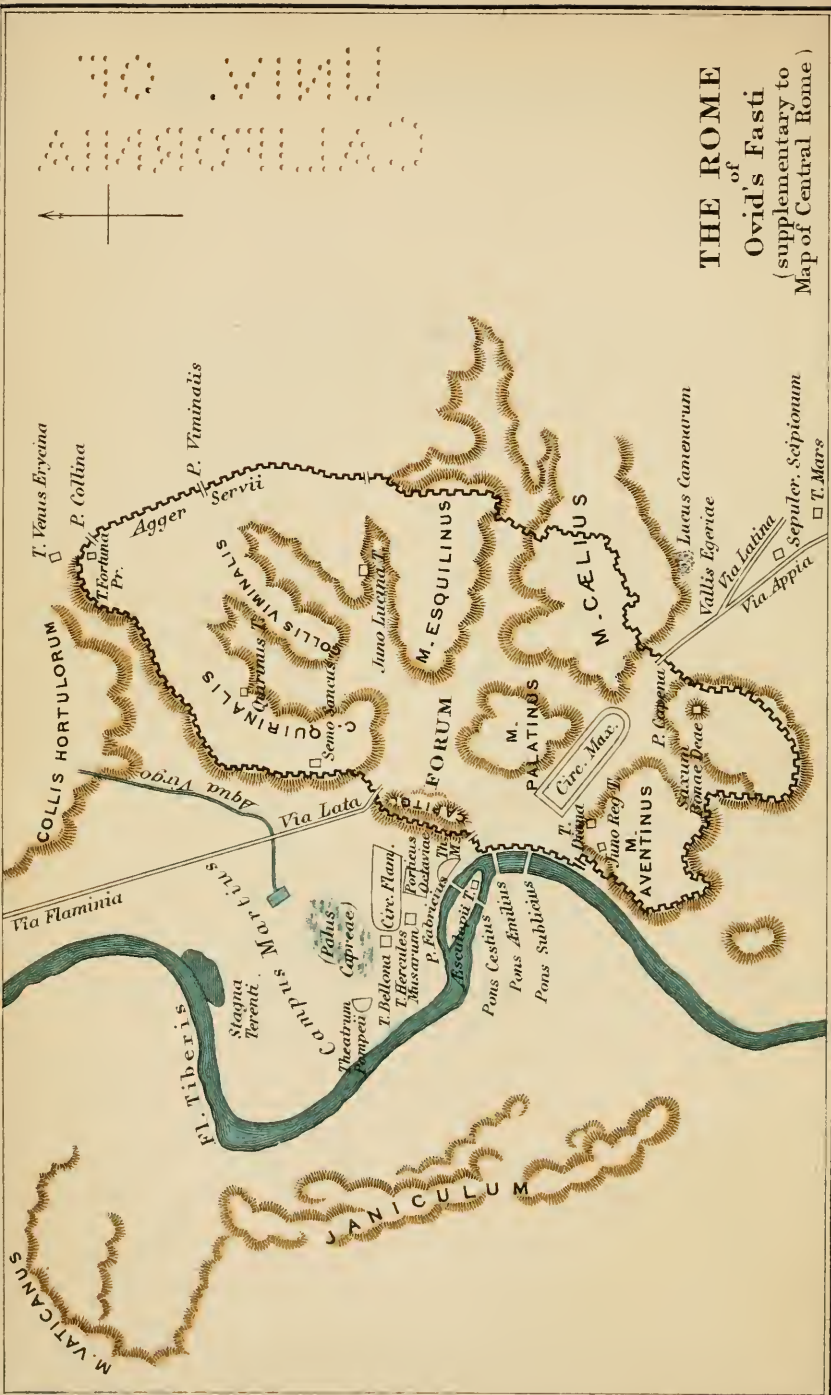 UNIV. OF
CALIFORNIA
THE ROME
of
Ovid's Fasti
(supplementary to
Map of Central Rome)
T. Venus Erycina
P. Collina
T. Fortuna
Pr.
P. Viminalis
Agger Servii
COLLIS HORTULORUM
C. QUIRINALIS
Quirinus T.
COLLIS VIMINALIS
Semo Sancus T.
Juno Lucina T.
M. ESQUILINUS
Aqua Virgo
Via Lata
Via Flaminia
Campus Martius
Fl. Tiberis
Stagna
Terenti
(Palus
Capreae)
Theatrum
Pompeii
T. Bellona
T. Hercules
Musarum
Circ. Flam.
Porticus
Octaviae
The. M.
P. Fabricius
Æsculapii T.
Pons Cestius
Pons Æmilius
Pons Sublicius
CAPITOL
FORUM
M.
PALATINUS
Circ. Max.
M. CÆLIUS
Lucus Camenarum
Vallis Egeriae
Via Latina
Via Appia
Sepulcr. Scipionum
T. Mars
P. Capena
T.
Diana
Juno Reg. T.
M.
AVENTINUS
Saxum
Bonae Deae
M. VATICANUS
JANICULUM